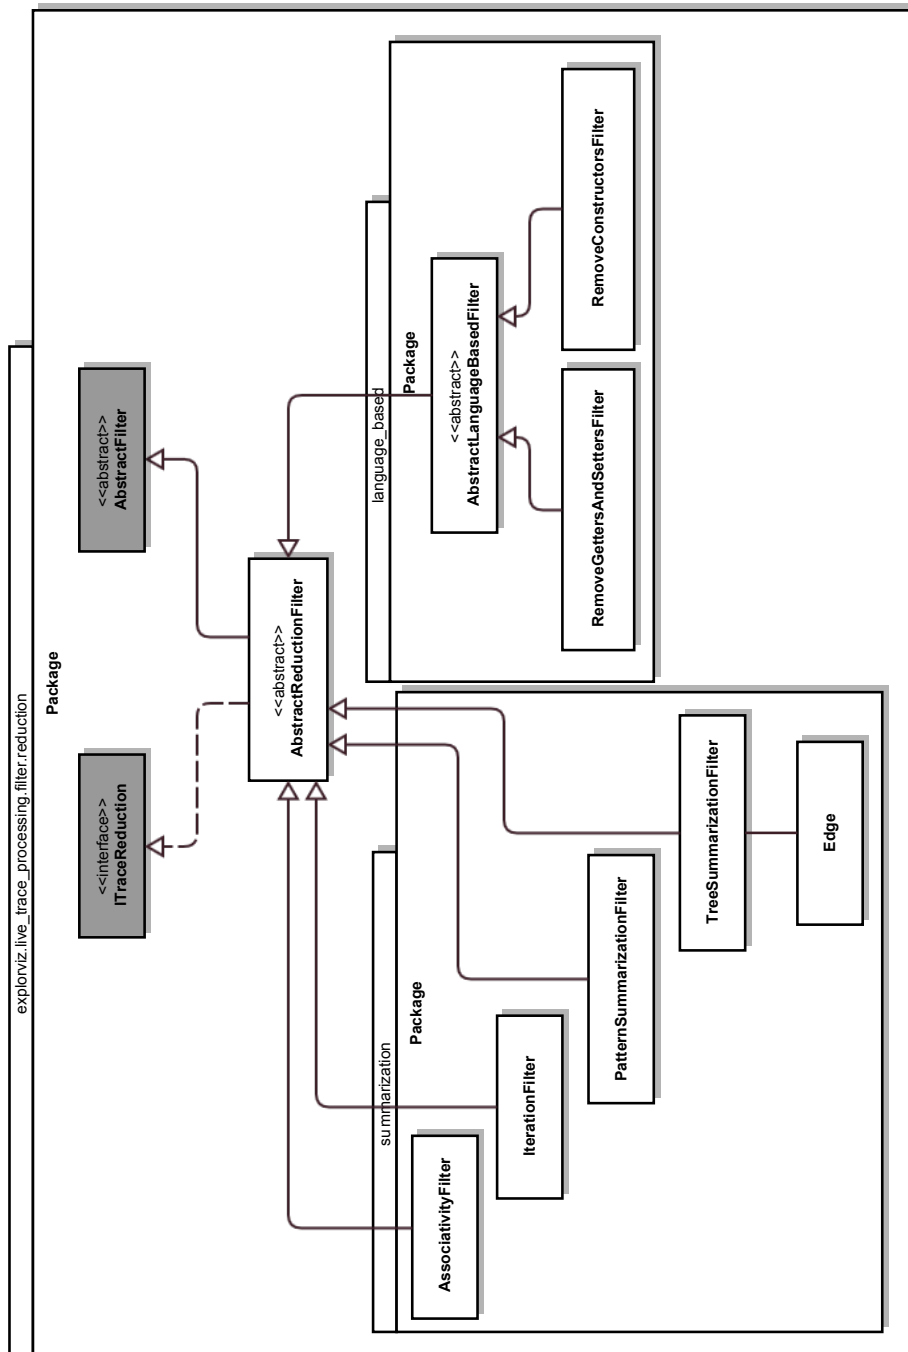 explorviz.live_trace_processing.filter.reduction
Package
<<interface>>
ITraceReduction
<<abstract>>
AbstractFilter
<<abstract>>
AbstractReductionFilter
summarization
Package
AssociativityFilter
IterationFilter
PatternSummarizationFilter
TreeSummarizationFilter
Edge
language_based
Package
<<abstract>>
AbstractLanguageBasedFilter
RemoveGettersAndSettersFilter
RemoveConstructorsFilter